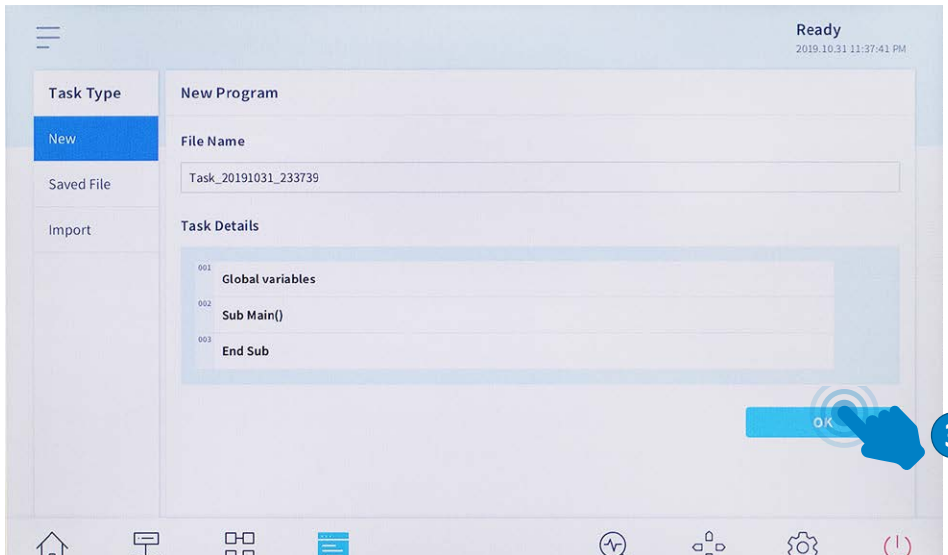 Ready
2019.10.31 11:37:41 PM
Task Type
New
Saved File
Import
New Program
File Name
Task_20191031_233739
Task Details
001
Global variables
002
Sub Main()
003
End Sub
OK